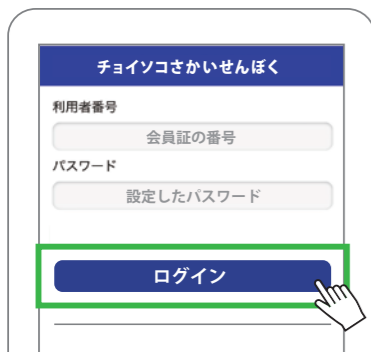 チョイソコさかいせんぼく
利用者番号
会員証の番号
パスワード
設定したパスワード
ログイン